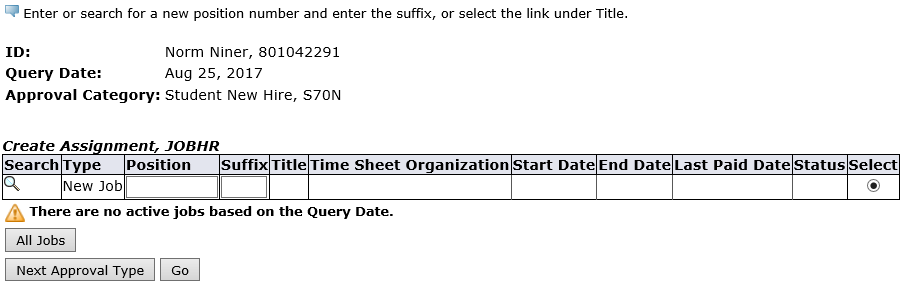 Enter or search for a new position number and enter the suffix, or select the link under Title.
ID: Norm Niner, 801042291
Query Date: Aug 25, 2017
Approval Category: Student New Hire, S70N
Create Assignment, JOBHR
Search Type Position Suffix Title Time Sheet Organization Start Date End Date Last Paid Date Status Select
New Job
There are no active jobs based on the Query Date.
All Jobs
Next Approval Type Go